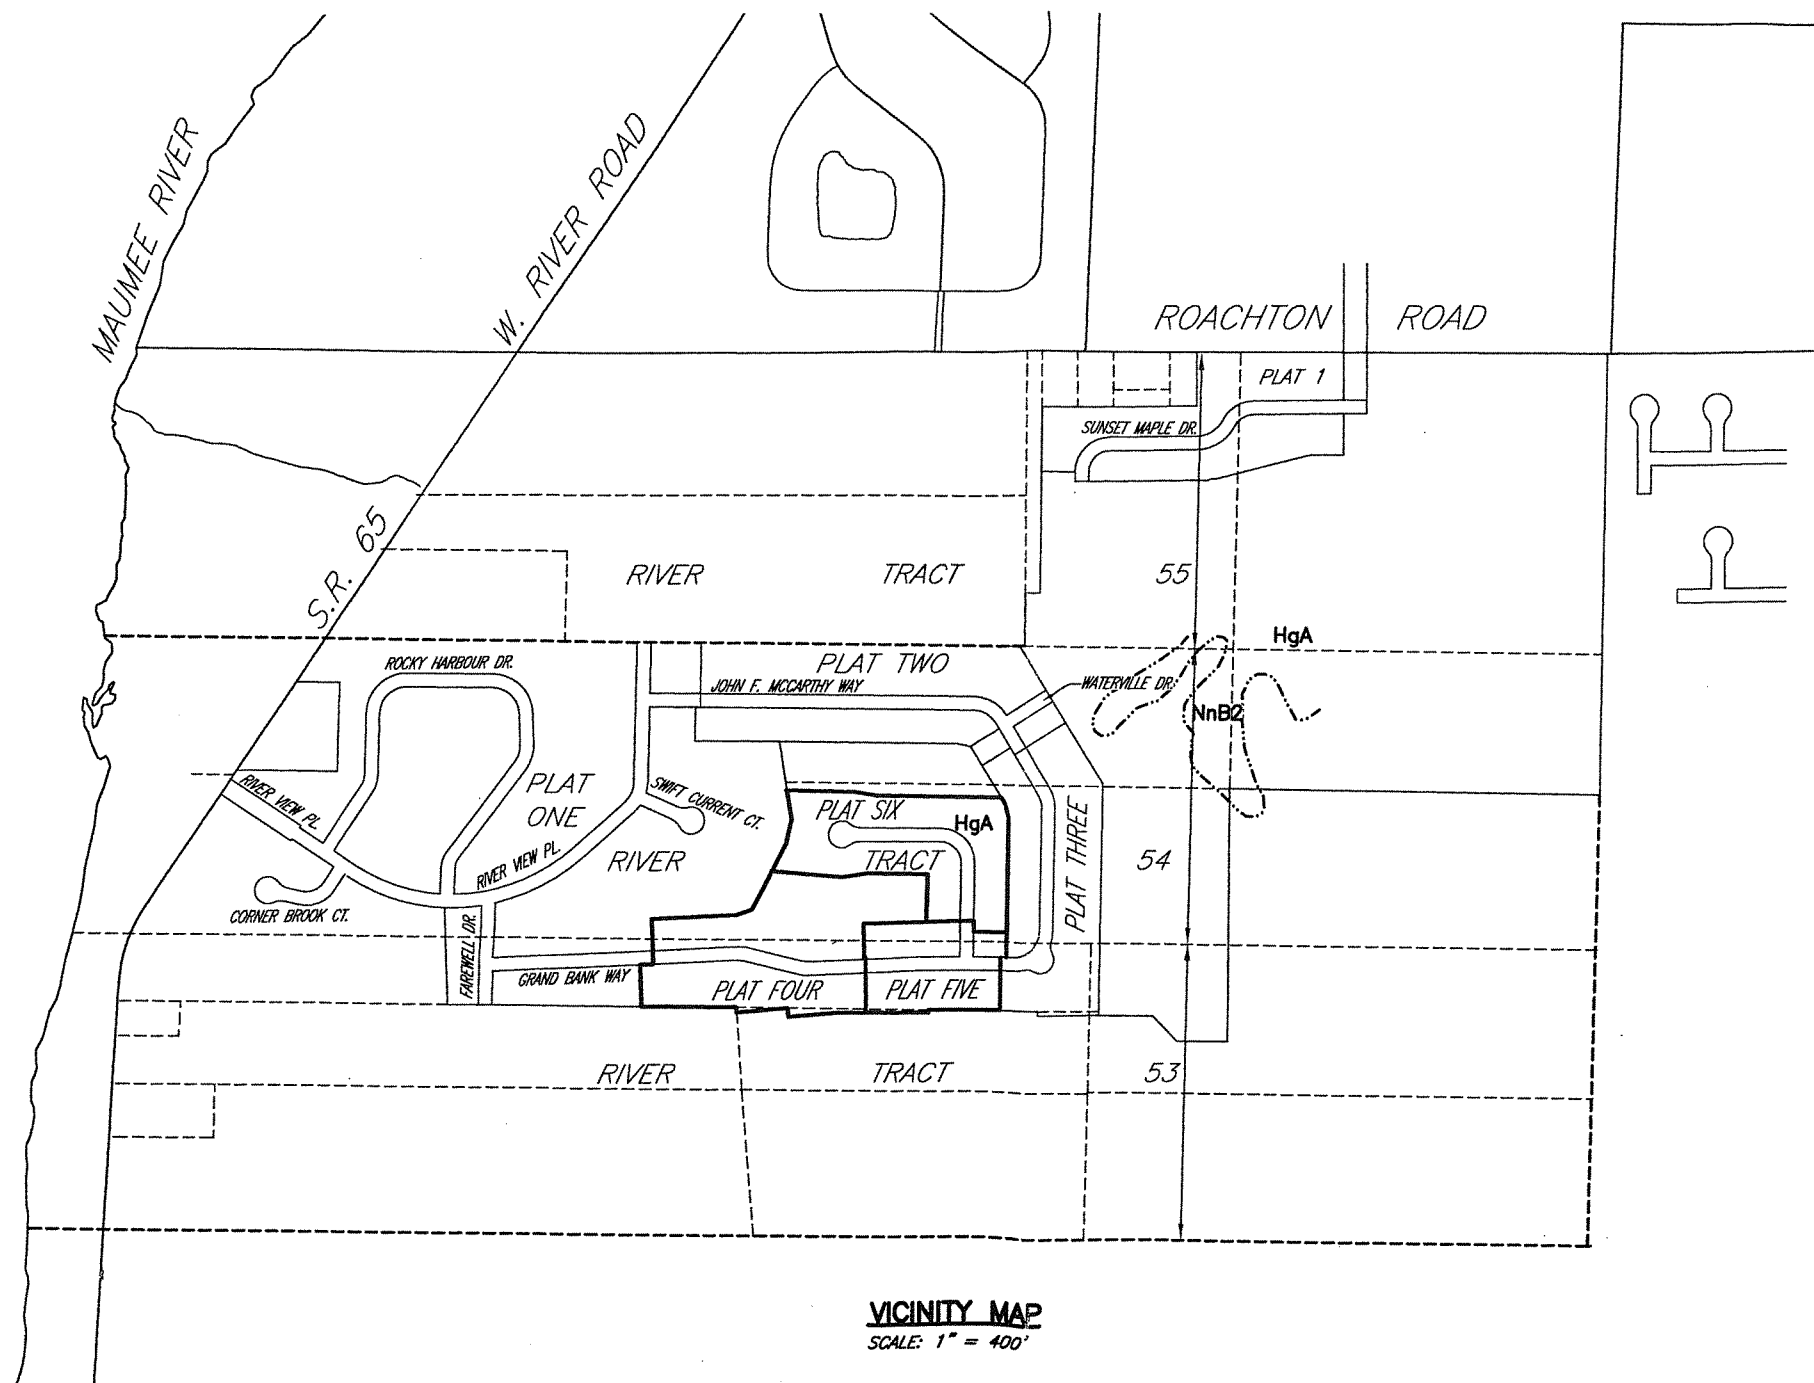 MAUMEE RIVER
W. RIVER ROAD
ROACHTON ROAD
PLAT 1
SUNSET MAPLE DR.
S.R. 65
RIVER TRACT 55
HgA
ROCKY HARBOUR DR.
PLAT TWO
JOHN F. MCCARTHY WAY
WATERVILLE DR.
NnB2
RIVER VIEW PL.
PLAT
ONE
SWIFT CURRENT CT.
PLAT SIX
HgA
PLAT THREE
RIVER VIEW PL.
RIVER TRACT 54
CORNER BROOK CT.
FAREWELL DR.
GRAND BANK WAY
PLAT FOUR
PLAT FIVE
RIVER TRACT 53
VICINITY MAP
SCALE: 1" = 400'